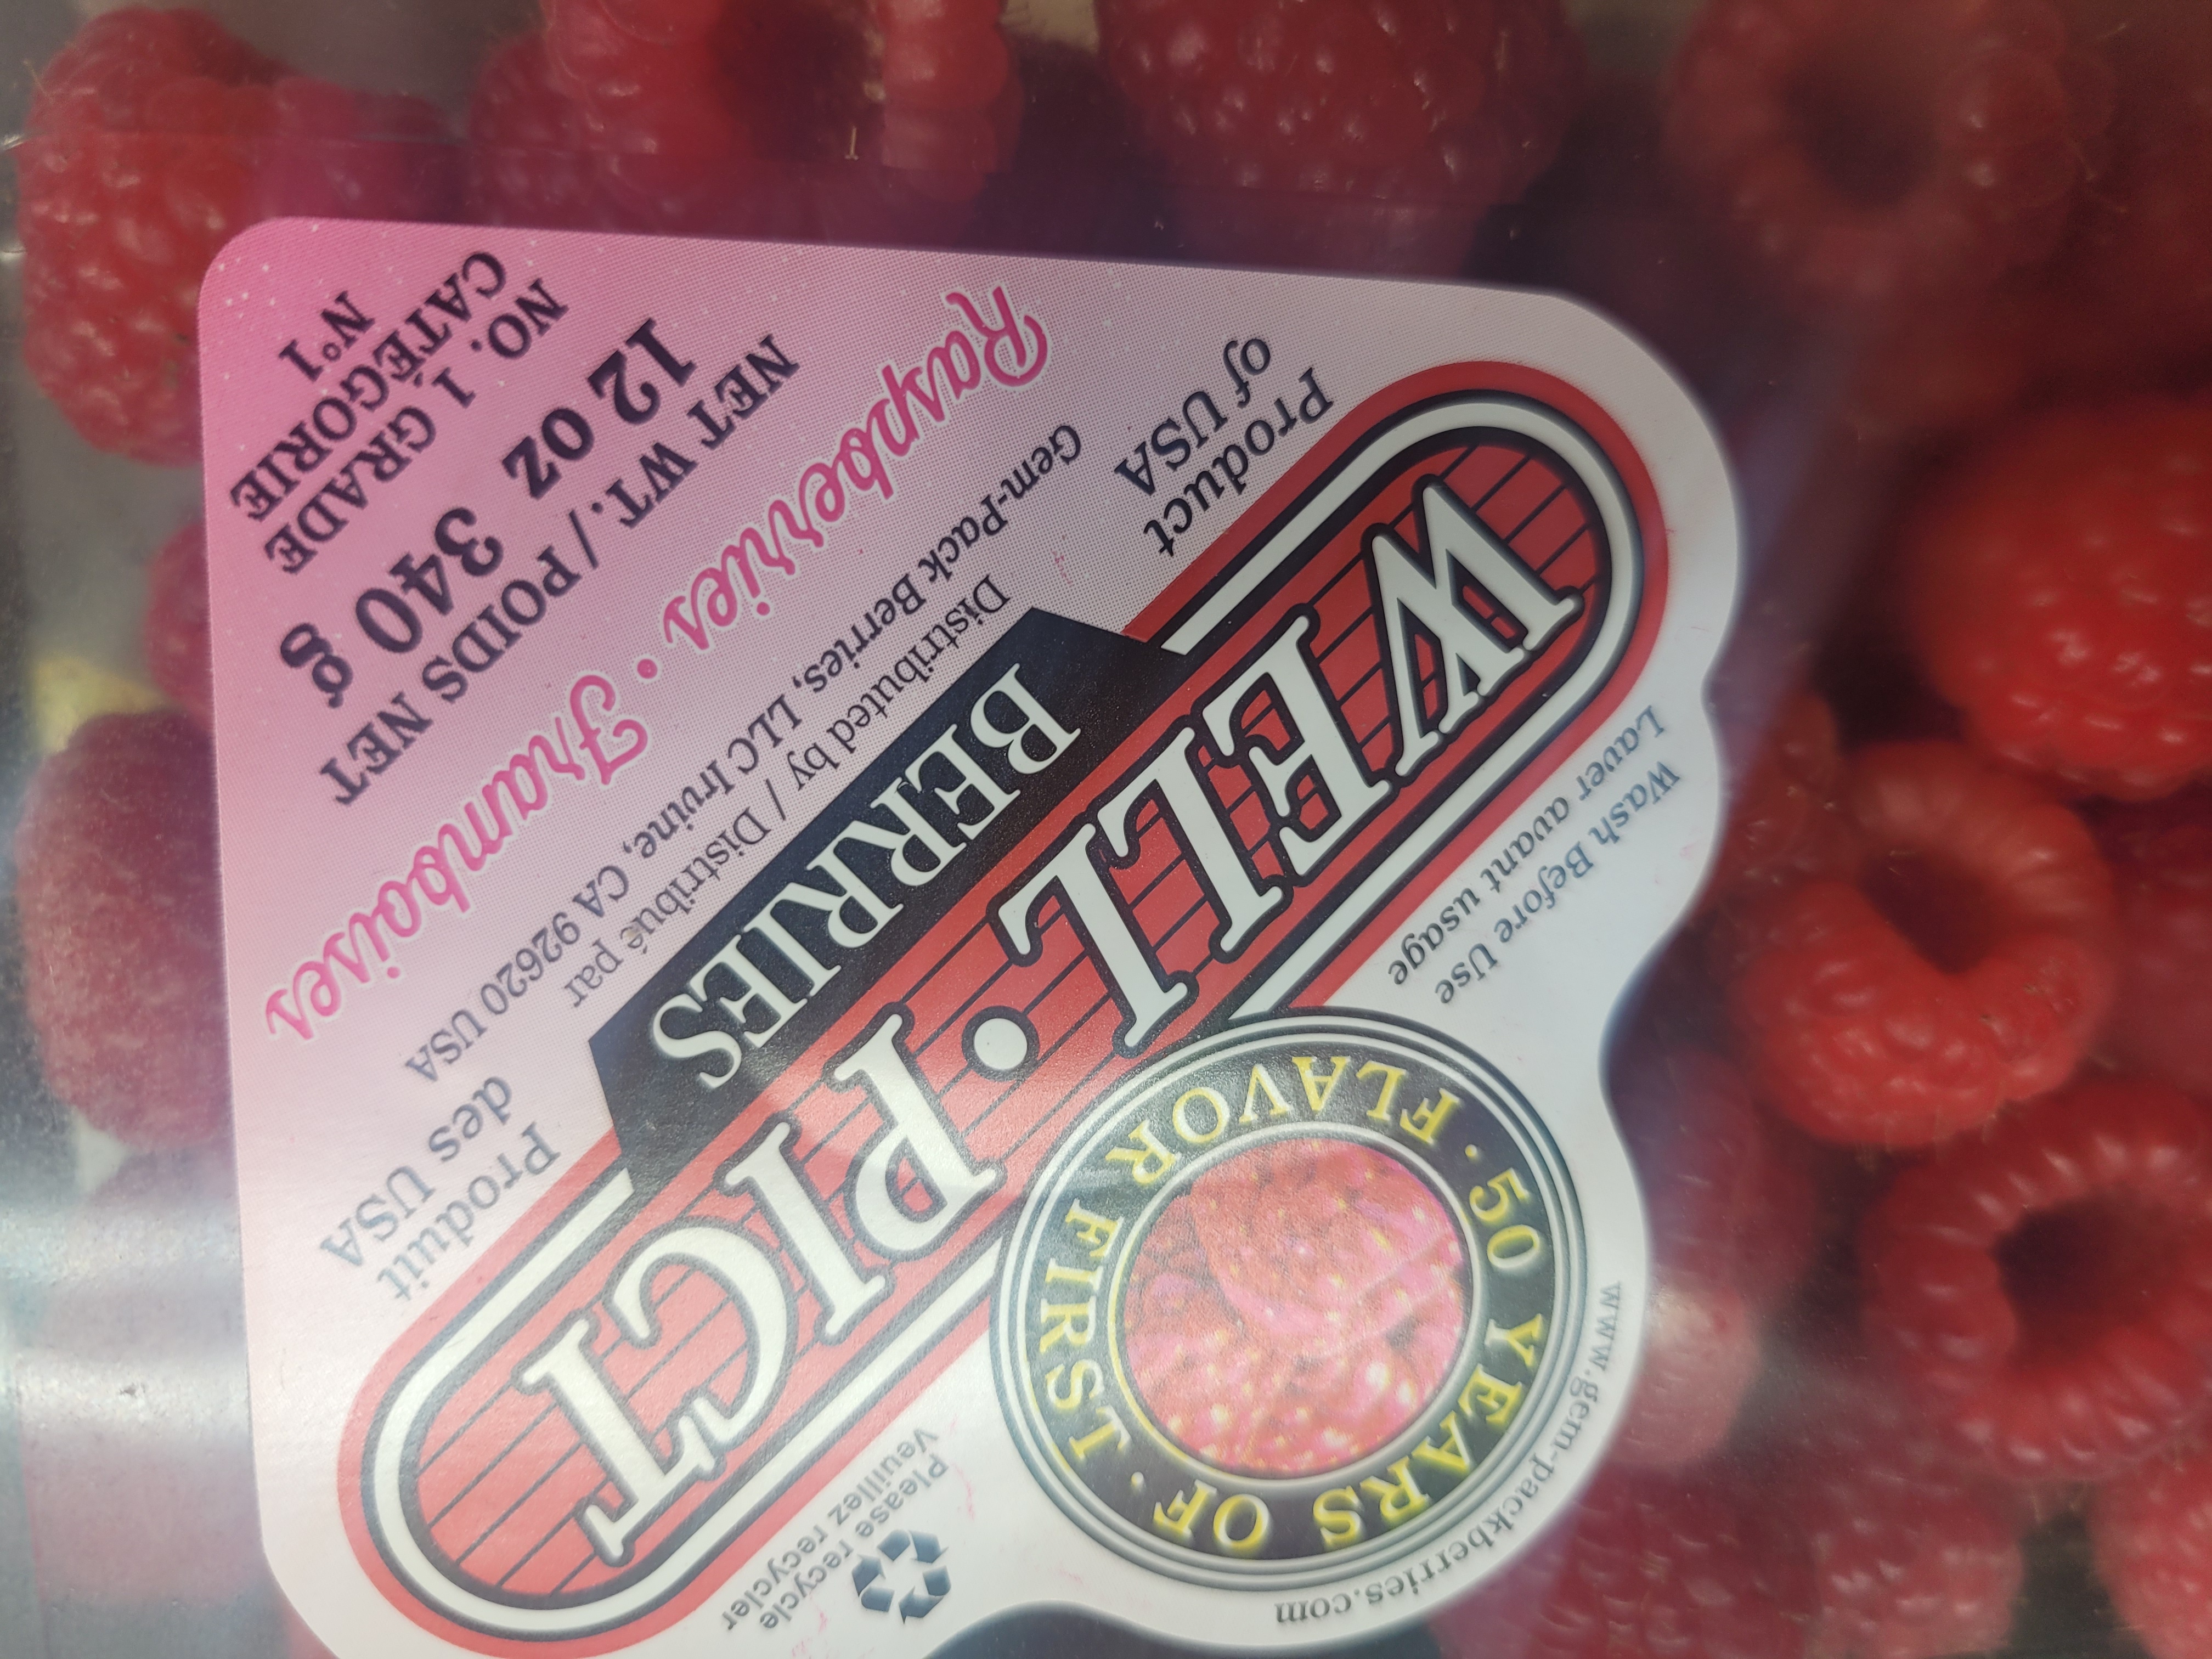 www.gem-packberries.com
· 50 YEARS OF · FLAVOR FIRST
Please recycle
Veuillez recycler
Wash Before Use
Laver avant usage
WELL·PICT
BERRIES
Product
of USA
Produit
des USA
Distributed by / Distribué par
Gem-Pack Berries, LLC Irvine, CA 92620 USA
Raspberries · Framboises
NET WT. / POIDS NET
12 oz 340 g
NO. 1 GRADE
CATÉGORIE
N°1